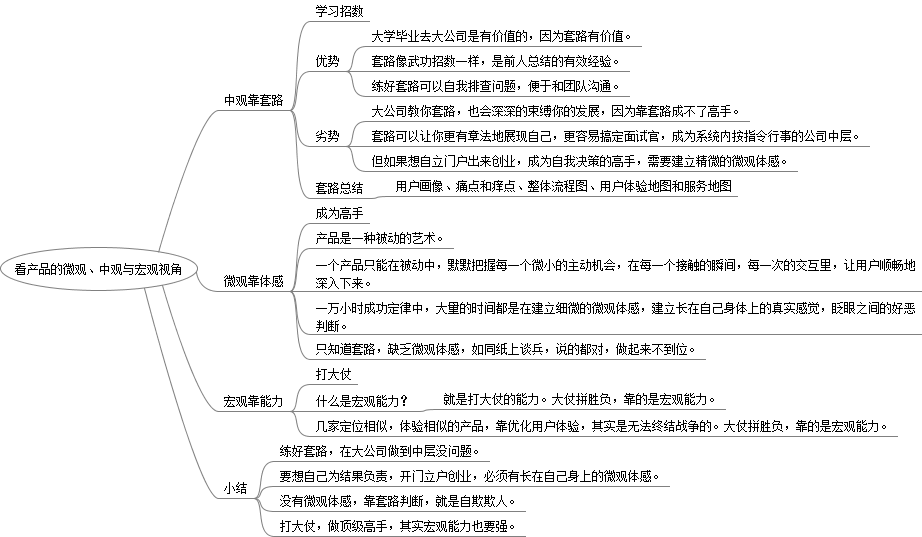 看产品的微观、中观与宏观视角
中观靠套路
学习招数
优势
大学毕业去大公司是有价值的，因为套路有价值。
套路像武功招数一样，是前人总结的有效经验。
练好套路可以自我排查问题，便于和团队沟通。
劣势
大公司教你套路，也会深深的束缚你的发展，因为靠套路成不了高手。
套路可以让你更有章法地展现自己，更容易搞定面试官，成为系统内按指令行事的公司中层。
但如果想自立门户出来创业，成为自我决策的高手，需要建立精微的微观体感。
套路总结
用户画像、痛点和痒点、整体流程图、用户体验地图和服务地图
微观靠体感
成为高手
产品是一种被动的艺术。
一个产品只能在被动中，默默把握每一个微小的主动机会，在每一个接触的瞬间，每一次的交互里，让用户顺畅地
深入下来。
一万小时成功定律中，大量的时间都是在建立细微的微观体感，建立长在自己身体上的真实感觉，眨眼之间的好恶
判断。
只知道套路，缺乏微观体感，如同纸上谈兵，说的都对，做起来不到位。
宏观靠能力
打大仗
什么是宏观能力？
就是打大仗的能力。大仗拼胜负，靠的是宏观能力。
几家定位相似，体验相似的产品，靠优化用户体验，其实是无法终结战争的。大仗拼胜负，靠的是宏观能力。
小结
练好套路，在大公司做到中层没问题。
要想自己为结果负责，开门立户创业，必须有长在自己身上的微观体感。
没有微观体感，靠套路判断，就是自欺欺人。
打大仗，做顶级高手，其实宏观能力也要强。